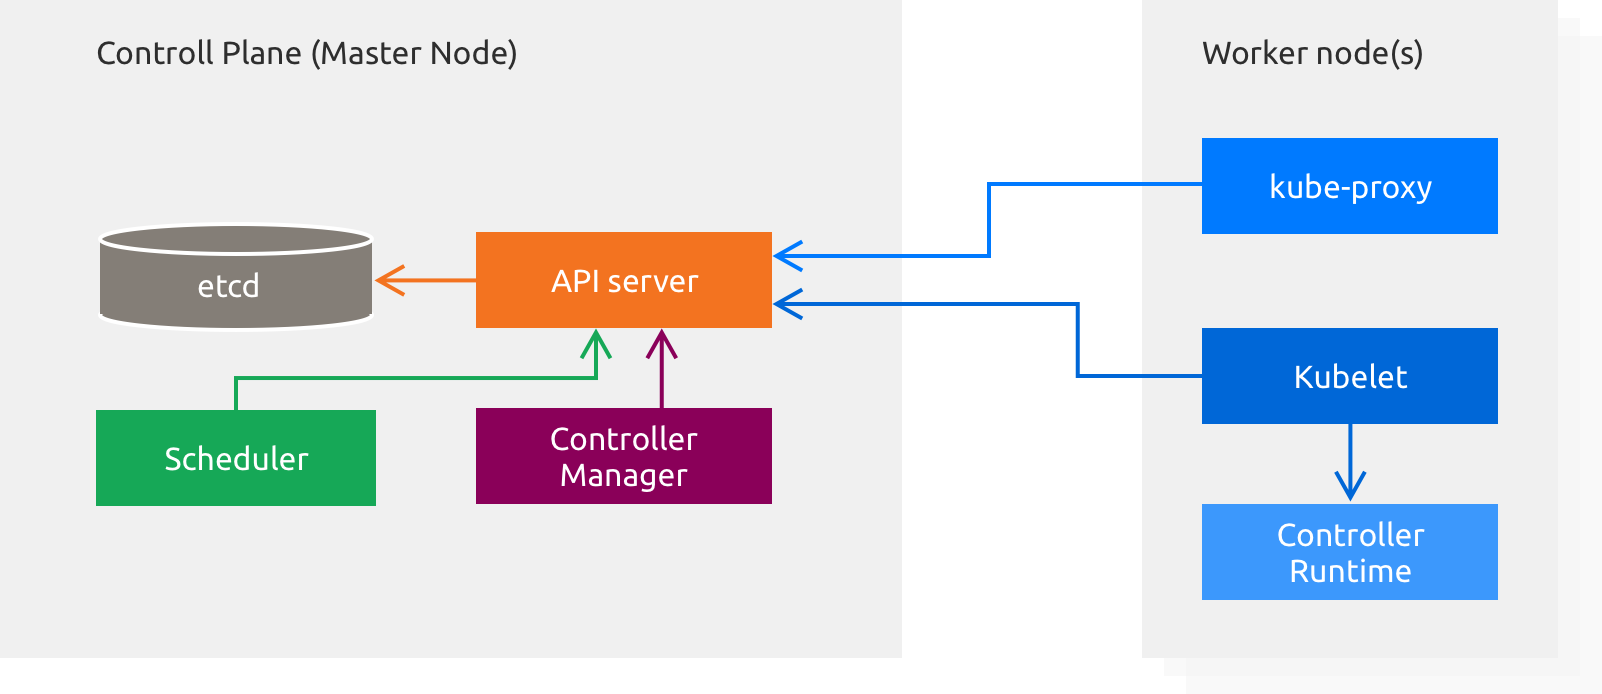 Controll Plane (Master Node)
Worker node(s)
kube-proxy
etcd
API server
Kubelet
Scheduler
Controller
Manager
Controller
Runtime